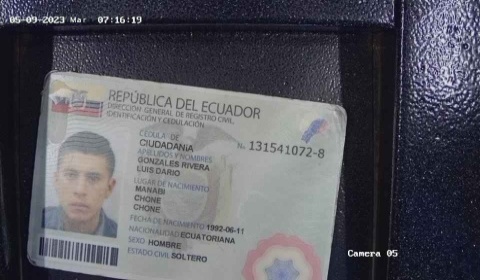 05-09-2023 Mar 07:16:19
REPÚBLICA DEL ECUADOR
DIRECCIÓN GENERAL DE REGISTRO CIVIL,
IDENTIFICACIÓN Y CEDULACIÓN
CÉDULA DE
CIUDADANÍA
N. 131541072-8
APELLIDOS Y NOMBRES
GONZALES RIVERA
LUIS DARIO
LUGAR DE NACIMIENTO
MANABI
CHONE
CHONE
FECHA DE NACIMIENTO 1992-06-11
NACIONALIDAD ECUATORIANA
SEXO HOMBRE
ESTADO CIVIL SOLTERO
Camera 05